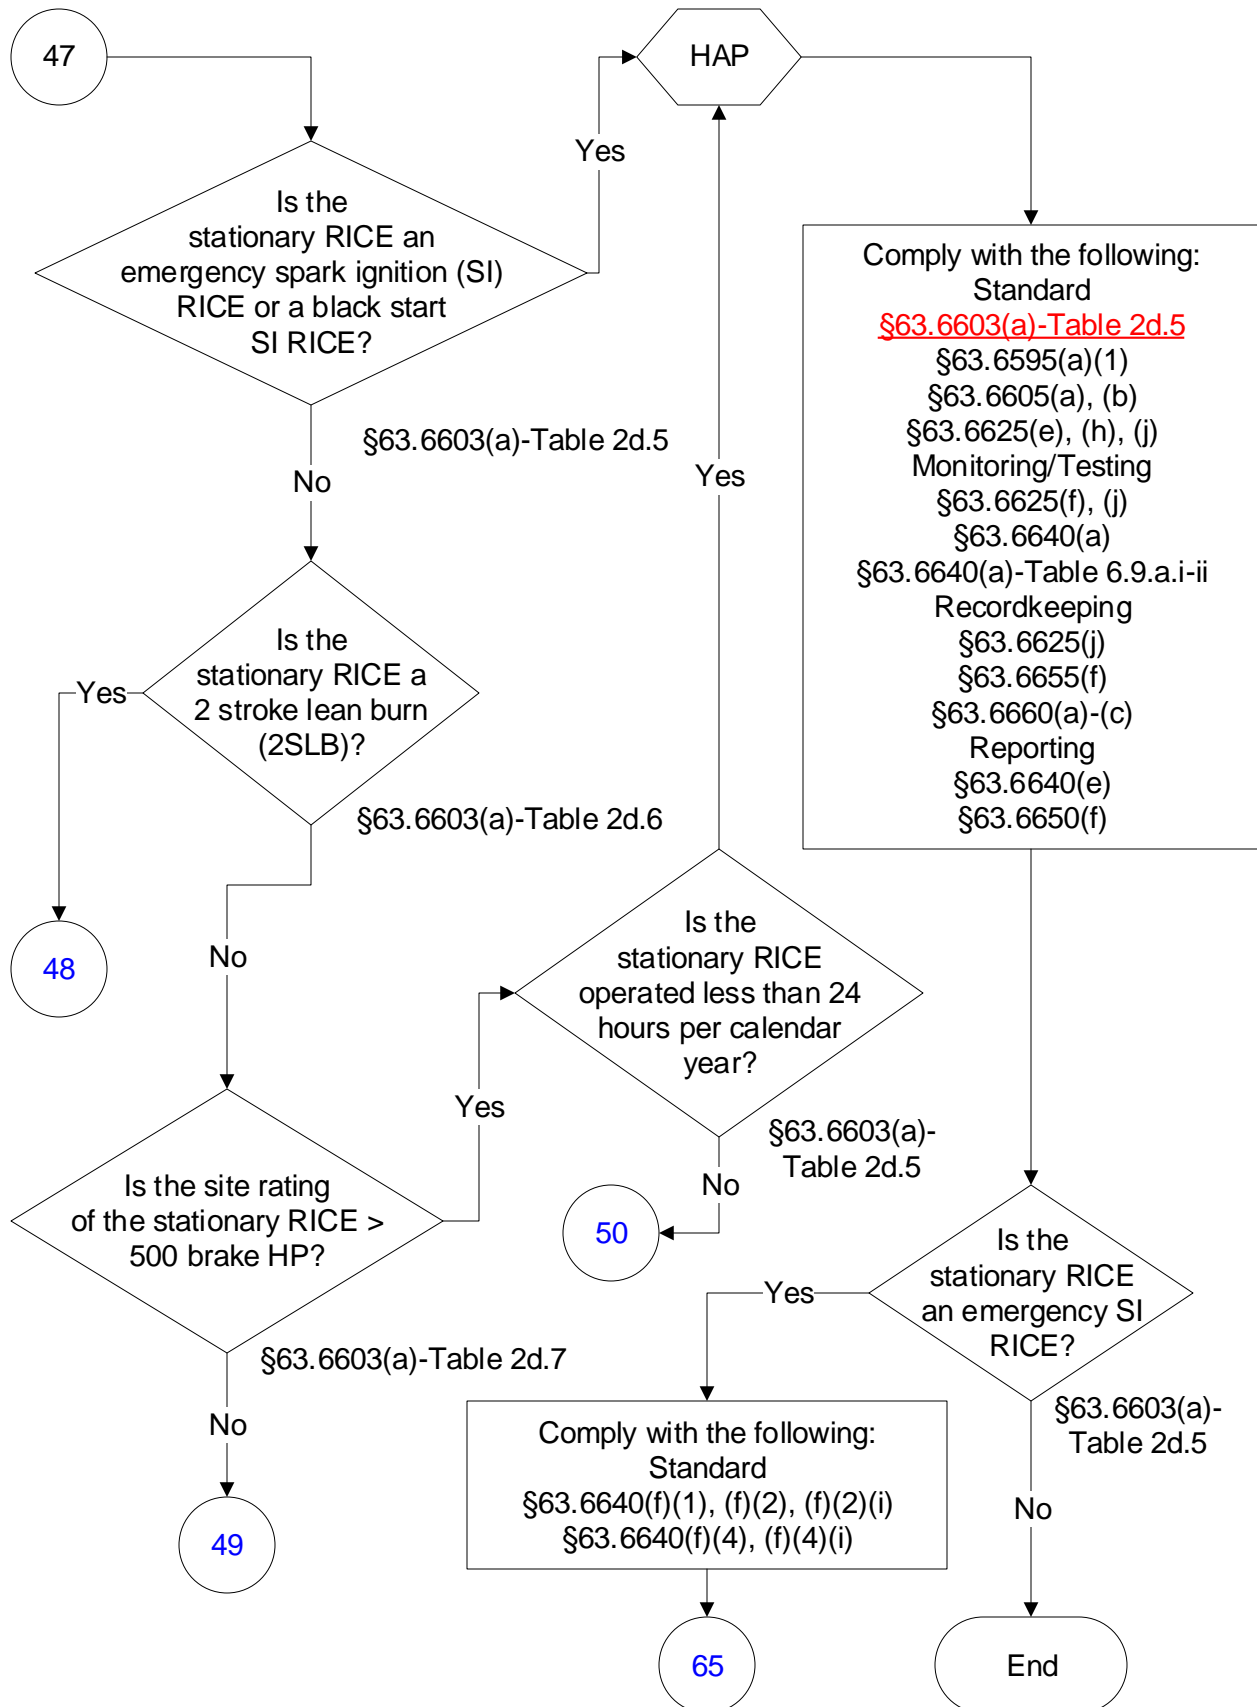 47
HAP
Yes
Is the
stationary RICE an
emergency spark ignition (SI)
RICE or a black start
SI RICE?
§63.6603(a)-Table 2d.5
No
Yes
Comply with the following:
Standard
§63.6603(a)-Table 2d.5
§63.6595(a)(1)
§63.6605(a), (b)
§63.6625(e), (h), (j)
Monitoring/Testing
§63.6625(f), (j)
§63.6640(a)
§63.6640(a)-Table 6.9.a.i-ii
Recordkeeping
§63.6625(j)
§63.6655(f)
§63.6660(a)-(c)
Reporting
§63.6640(e)
§63.6650(f)
Is the
stationary RICE a
2 stroke lean burn
(2SLB)?
Yes
§63.6603(a)-Table 2d.6
48
No
Is the
stationary RICE
operated less than 24
hours per calendar
year?
Yes
§63.6603(a)-
Table 2d.5
No
50
Is the site rating
of the stationary RICE >
500 brake HP?
§63.6603(a)-Table 2d.7
No
49
Is the
stationary RICE
an emergency SI
RICE?
Yes
§63.6603(a)-
Table 2d.5
No
Comply with the following:
Standard
§63.6640(f)(1), (f)(2), (f)(2)(i)
§63.6640(f)(4), (f)(4)(i)
65
End